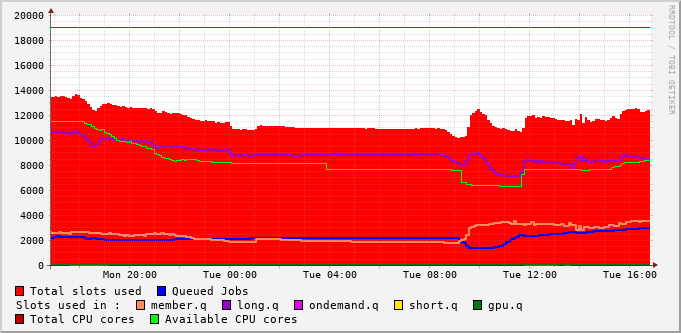 20000
18000
16000
14000
12000
10000
8000
6000
4000
2000
0
Mon 20:00 Tue 00:00 Tue 04:00 Tue 08:00 Tue 12:00 Tue 16:00
Total slots used Queued Jobs
Slots used in : member.q long.q ondemand.q short.q gpu.q
Total CPU cores Available CPU cores
RRDTOOL / TOBI OETIKER